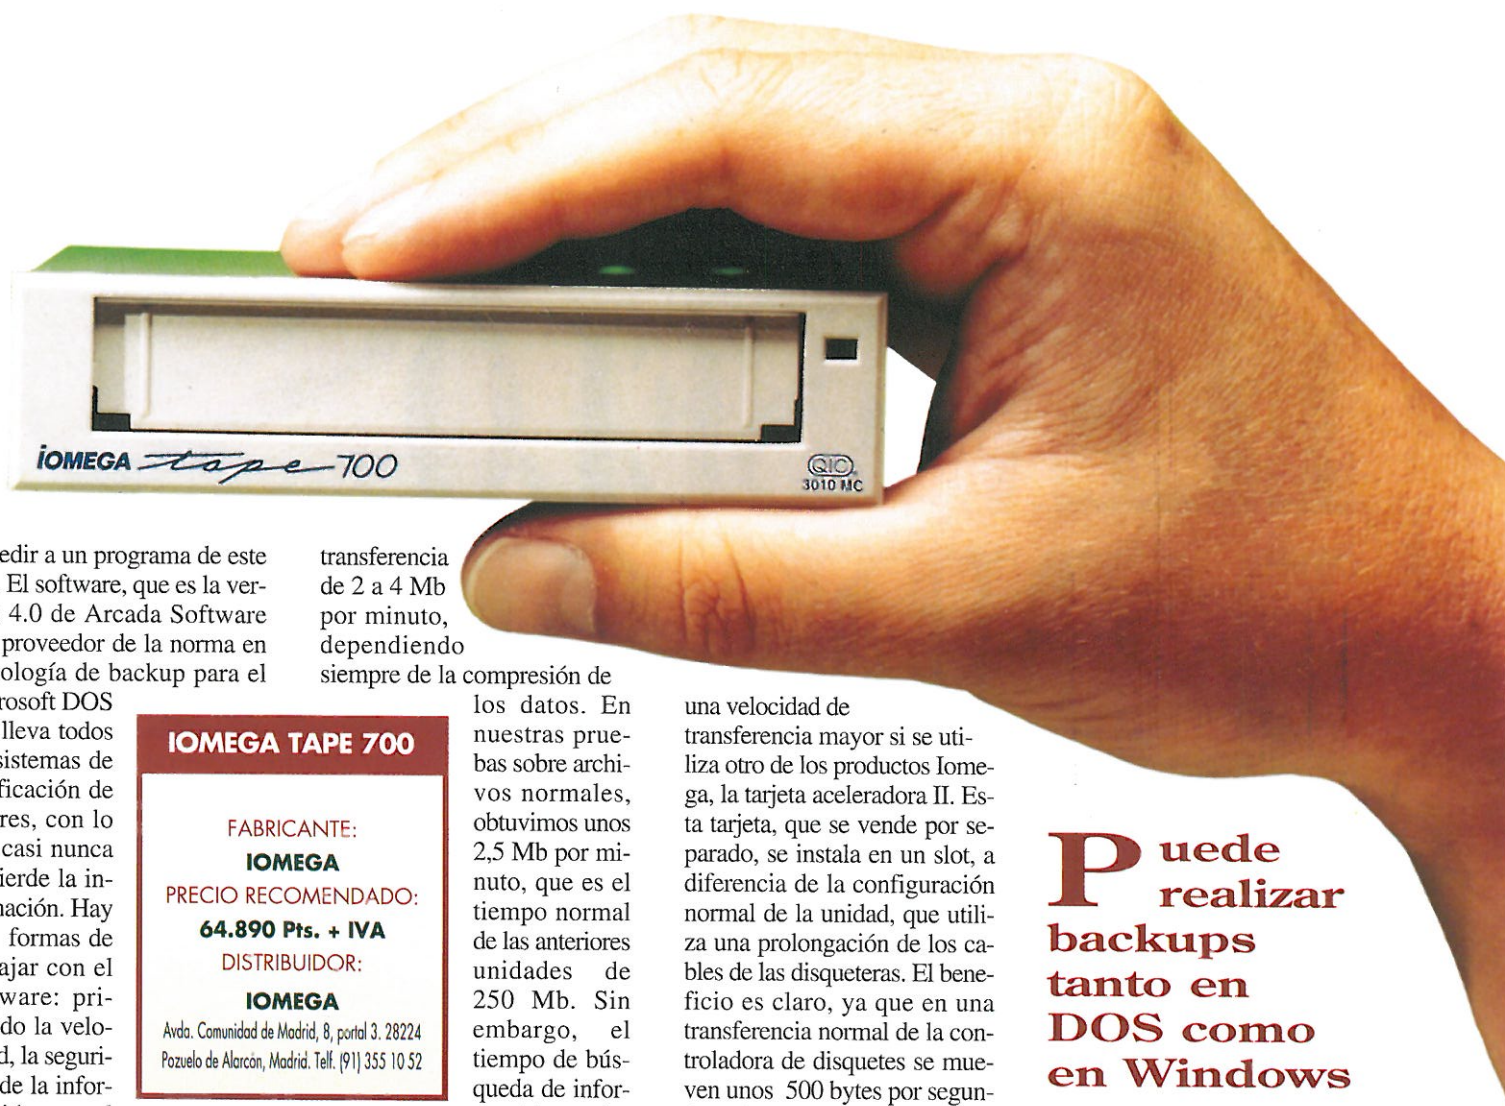 IOMEGA tape 700
QIC
3010 MC
edir a un programa de este
El software, que es la ver-
4.0 de Arcada Software
proveedor de la norma en
ología de backup para el
rosoft DOS
lleva todos
sistemas de
ficación de
res, con lo
casi nunca
ierde la in-
nación. Hay
formas de
ajar con el
ware: pri-
do la velo-
d, la seguri-
de la infor-
IOMEGA TAPE 700
FABRICANTE:
IOMEGA
PRECIO RECOMENDADO:
64.890 Pts. + IVA
DISTRIBUIDOR:
IOMEGA
Avda. Comunidad de Madrid, 8, portal 3. 28224
Pozuelo de Alarcón, Madrid. Telf. (91) 355 10 52
transferencia
de 2 a 4 Mb
por minuto,
dependiendo
siempre de la compresión de
los datos. En
nuestras prue-
bas sobre archi-
vos normales,
obtuvimos unos
2,5 Mb por mi-
nuto, que es el
tiempo normal
de las anteriores
unidades de
250 Mb. Sin
embargo, el
tiempo de bús-
queda de infor-
una velocidad de
transferencia mayor si se uti-
liza otro de los productos Iome-
ga, la tarjeta aceleradora II. Es-
ta tarjeta, que se vende por se-
parado, se instala en un slot, a
diferencia de la configuración
normal de la unidad, que utili-
za una prolongación de los ca-
bles de las disqueteras. El bene-
ficio es claro, ya que en una
transferencia normal de la con-
troladora de disquetes se mue-
ven unos 500 bytes por segun-
Puede
realizar
backups
tanto en
DOS como
en Windows